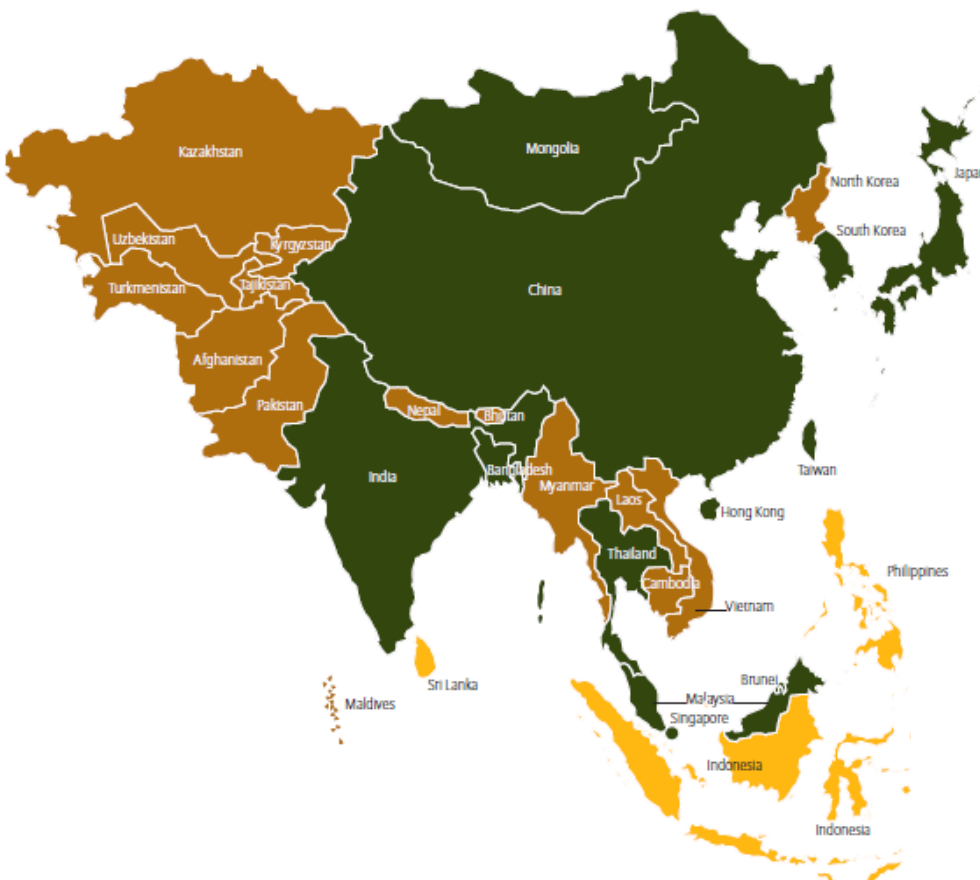 Kazakhstan
Mongolia
Japa
North Korea
South Korea
Uzbekistan
Kyrgyzstan
Turkmenistan
Tajikistan
China
Afghanistan
Pakistan
Nepal
Bhutan
India
Bangladesh
Myanmar
Laos
Taiwan
Hong Kong
Thailand
Cambodia
Philippines
Vietnam
Sri Lanka
Maldives
Brunei
Malaysia
Singapore
Indonesia
Indonesia